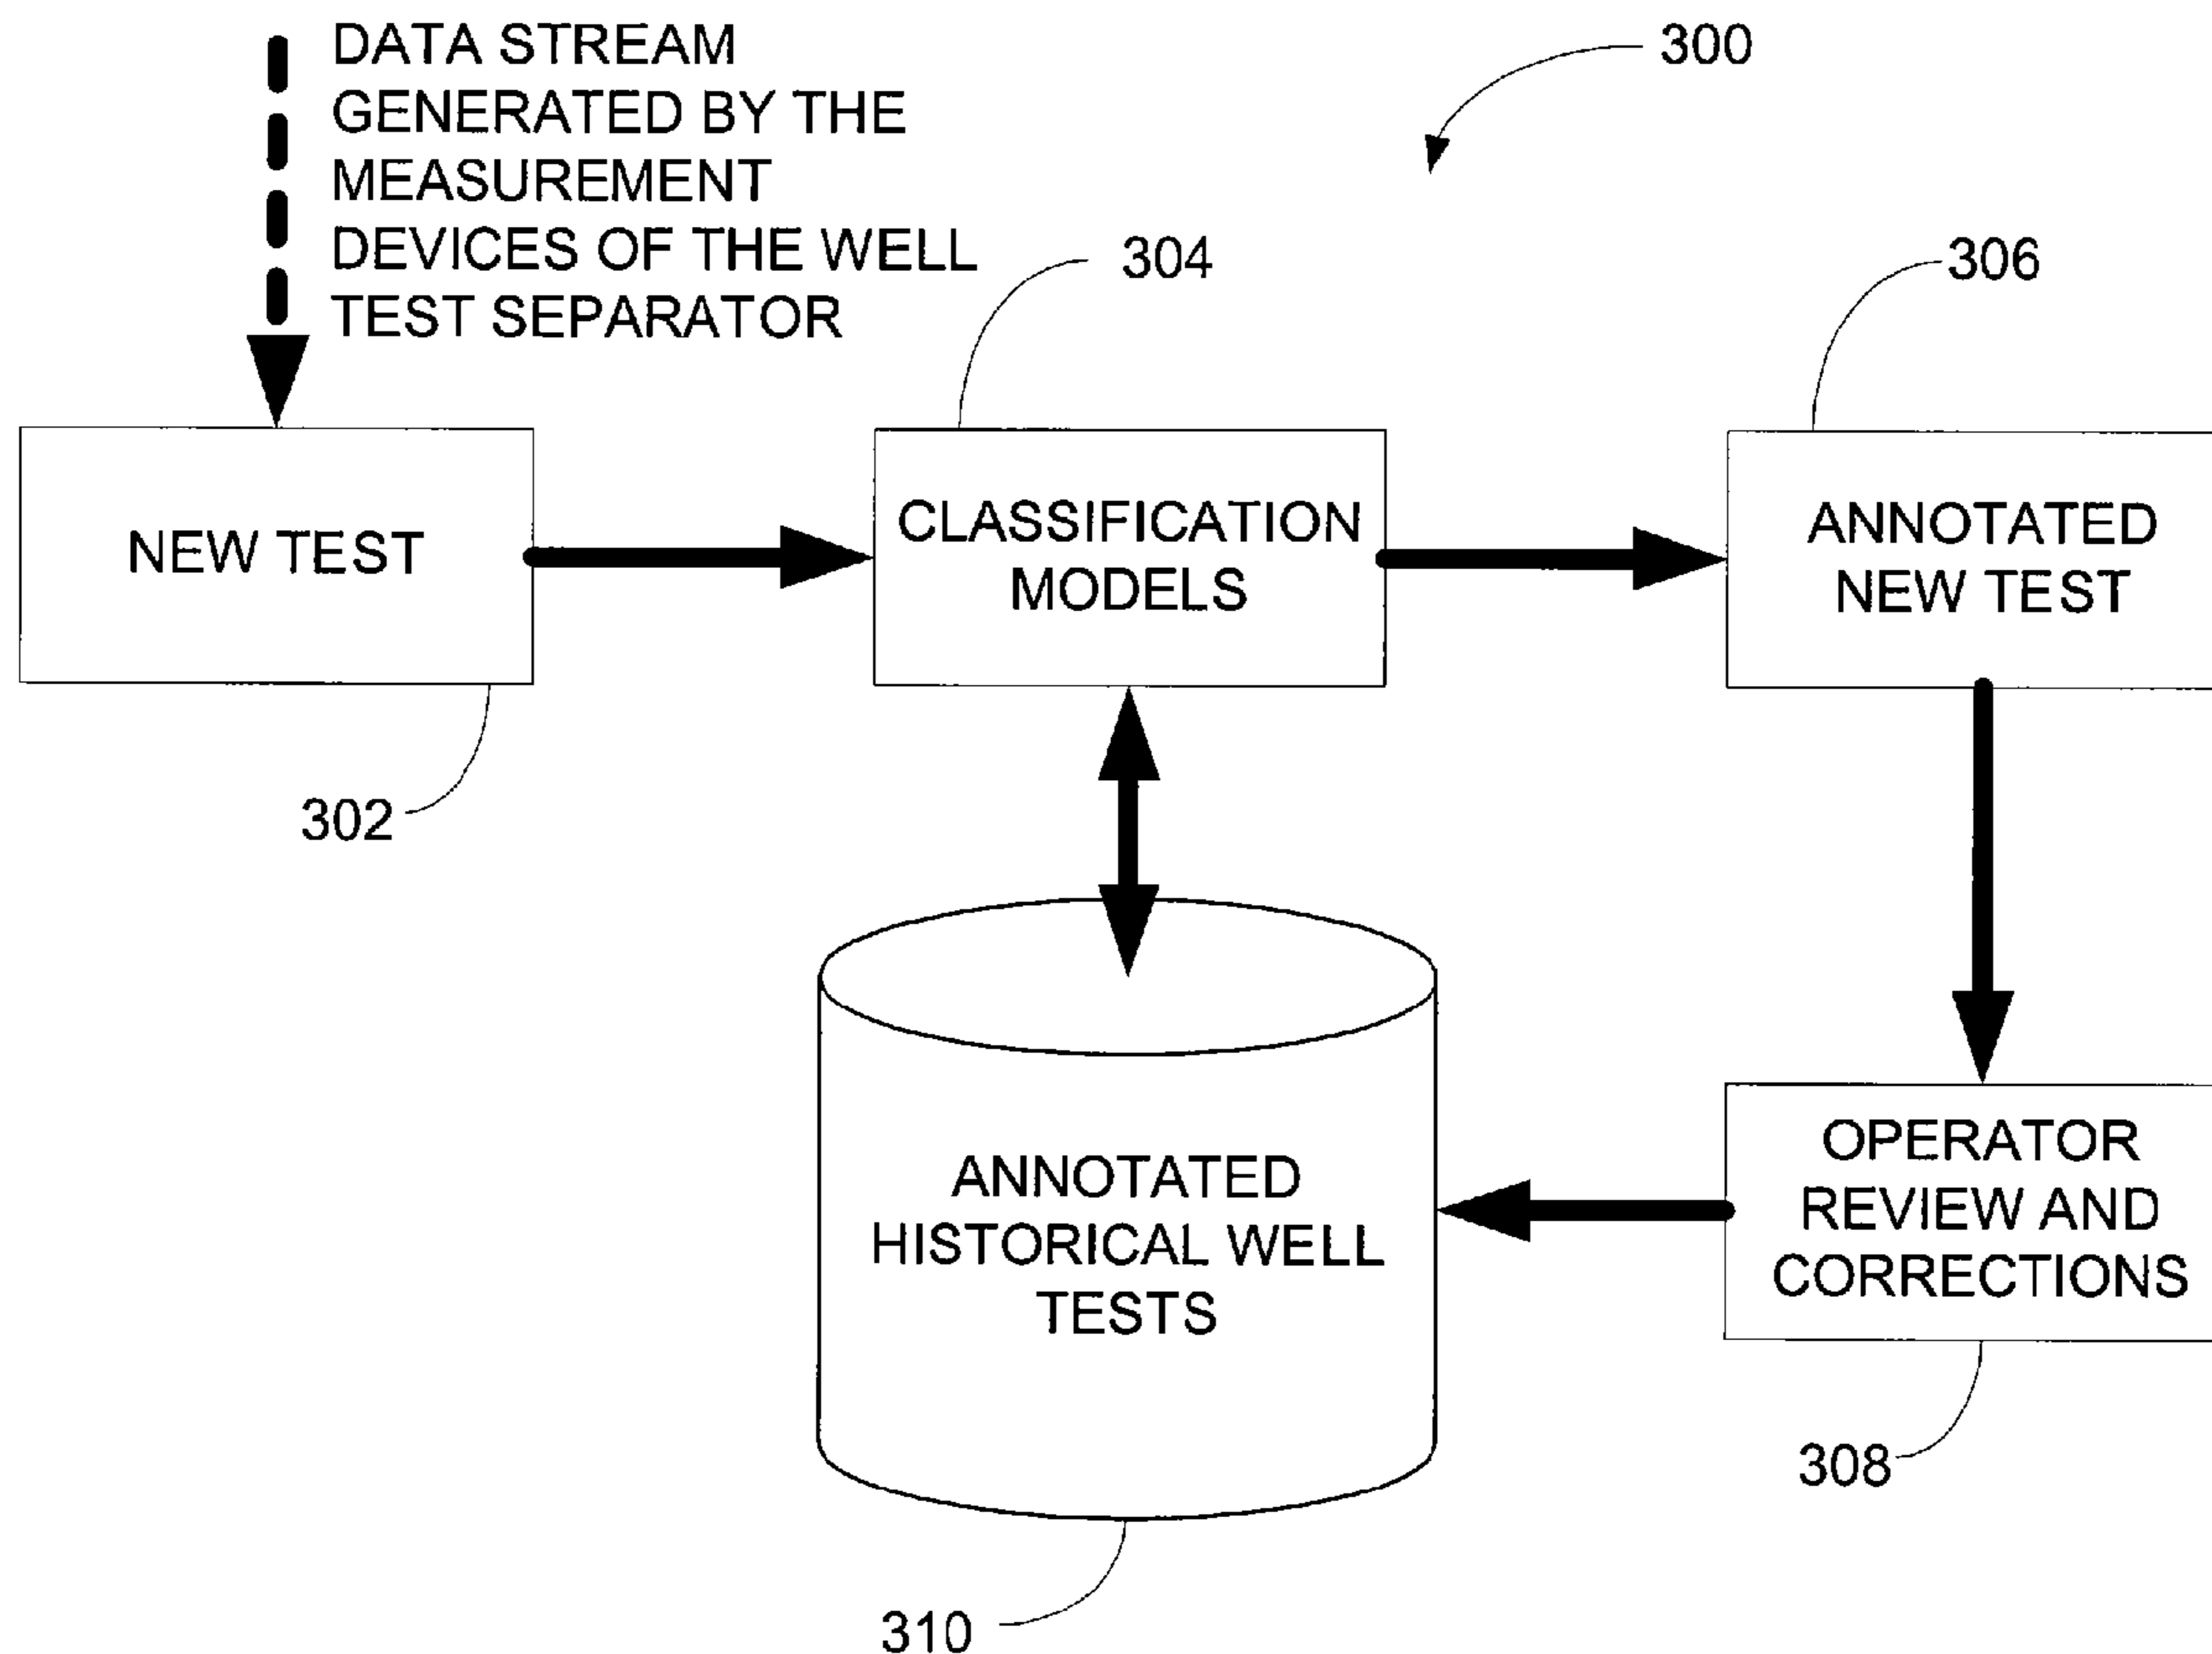 DATA STREAM
GENERATED BY THE
MEASUREMENT
DEVICES OF THE WELL
TEST SEPARATOR
300
304
306
NEW TEST
CLASSIFICATION
MODELS
ANNOTATED
NEW TEST
302
ANNOTATED
HISTORICAL WELL
TESTS
OPERATOR
REVIEW AND
CORRECTIONS
308
310